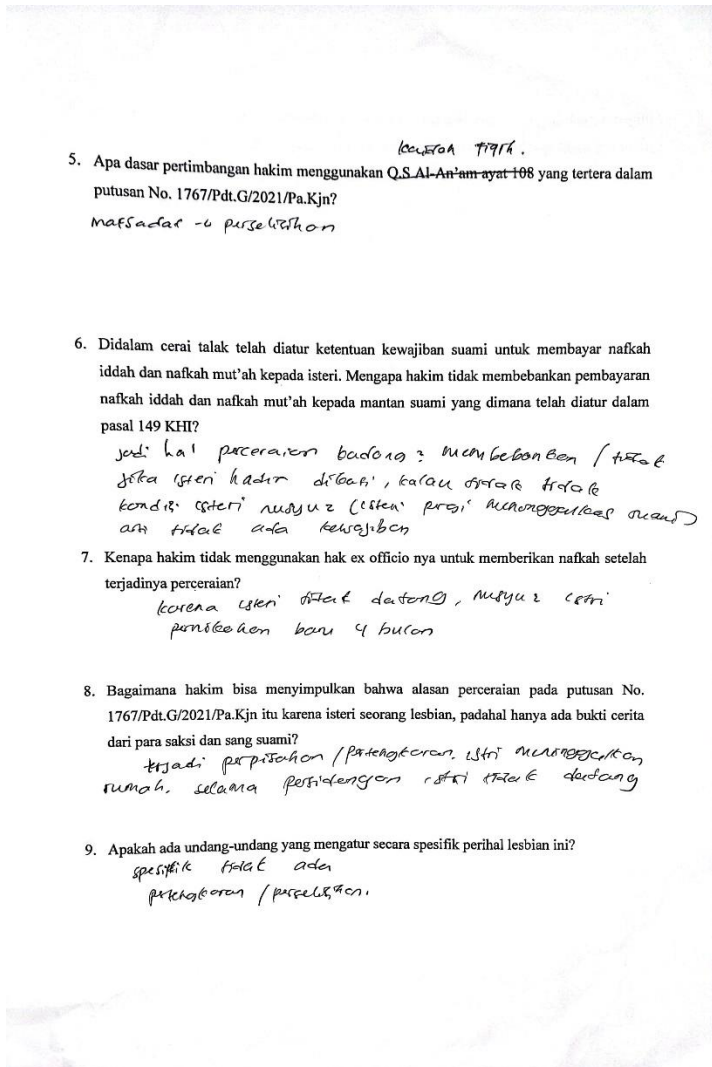 kaidah fiqih.
5. Apa dasar pertimbangan hakim menggunakan Q.S Al-An'am ayat 108 yang tertera dalam
putusan No. 1767/Pdt.G/2021/Pa.Kjn?
mafsadat perselisihan
6. Didalam cerai talak telah diatur ketentuan kewajiban suami untuk membayar nafkah
iddah dan nafkah mut'ah kepada isteri. Mengapa hakim tidak membebankan pembayaran
nafkah iddah dan nafkah mut'ah kepada mantan suami yang dimana telah diatur dalam
pasal 149 KHI?
jadi hal perceraian membebankan / tidak
jika isteri hadir kalau tidak tidak
kondisi isteri nusyuz (isteri pergi meninggalkan suami)
tidak ada kewajiban
7. Kenapa hakim tidak menggunakan hak ex officio nya untuk memberikan nafkah setelah
terjadinya perceraian?
karena isteri tidak datang, nusyuz istri
pernikahan baru 4 bulan
8. Bagaimana hakim bisa menyimpulkan bahwa alasan perceraian pada putusan No.
1767/Pdt.G/2021/Pa.Kjn itu karena isteri seorang lesbian, padahal hanya ada bukti cerita
dari para saksi dan sang suami?
terjadi perpisahan / pertengkaran. istri meninggalkan
rumah. selama persidangan istri tidak datang
9. Apakah ada undang-undang yang mengatur secara spesifik perihal lesbian ini?
spesifik tidak ada
pertengkaran / perselisihan.